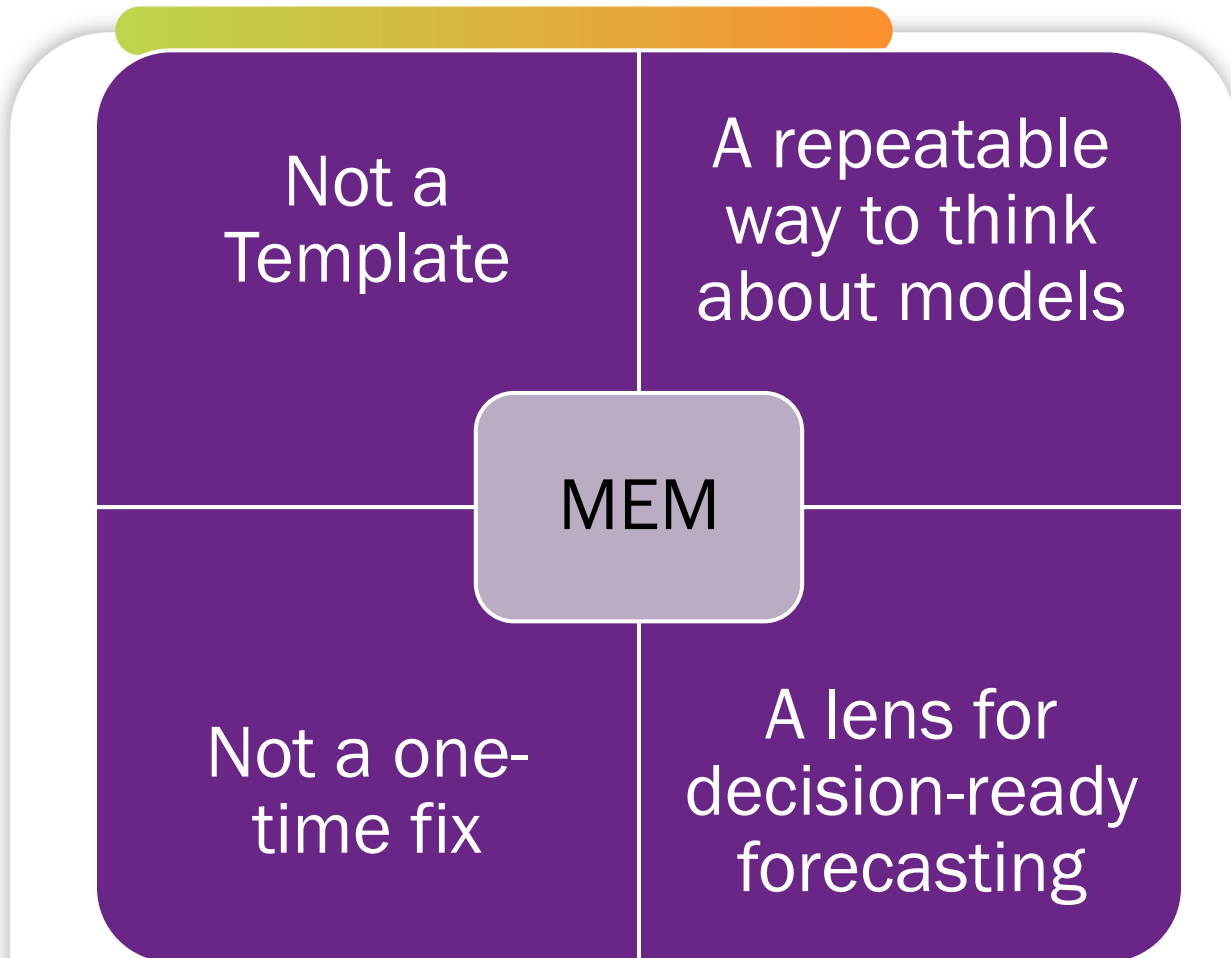 Not a
Template
A repeatable
way to think
about models
MEM
Not a one-
time fix
A lens for
decision-ready
forecasting